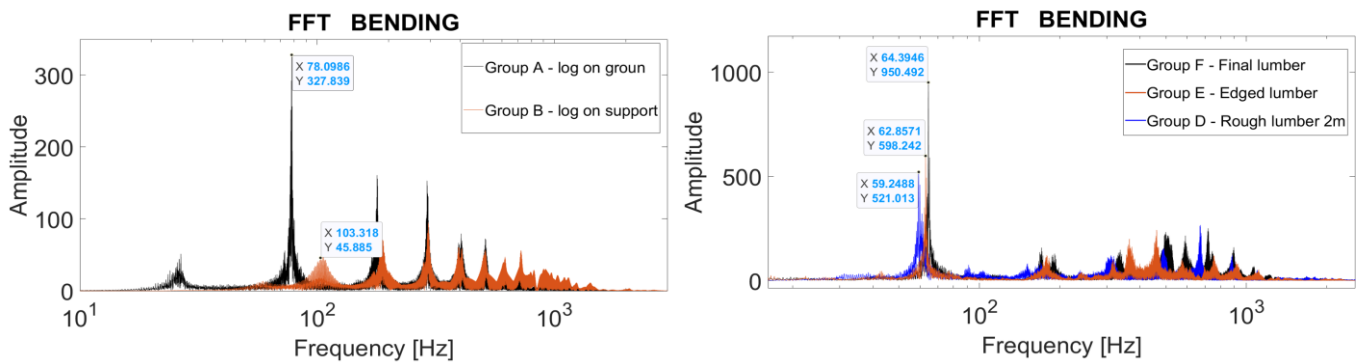 FFT BENDING
300
200
100
0
Amplitude
X 78.0986
Y 327.839
X 103.318
Y 45.885
Group A - log on groun
Group B - log on support
10^1
10^2
10^3
Frequency [Hz]
FFT BENDING
1000
500
0
Amplitude
X 64.3946
Y 950.492
X 62.8571
Y 598.242
X 59.2488
Y 521.013
Group F - Final lumber
Group E - Edged lumber
Group D - Rough lumber 2m
10^2
10^3
Frequency [Hz]